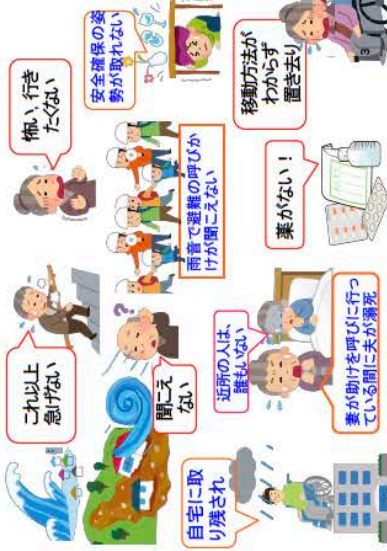 これ以上
急げない
怖い、行き
たくない
安全確保の姿
勢が取れない
聞こえ
ない
雨音で避難の呼びか
けが聞こえない
移動方法が
わからず
置き去り
自宅に取
り残され
近所の人は、
誰もいない
薬がない！
妻が助けを呼びに行っ
ている間に夫が溺死